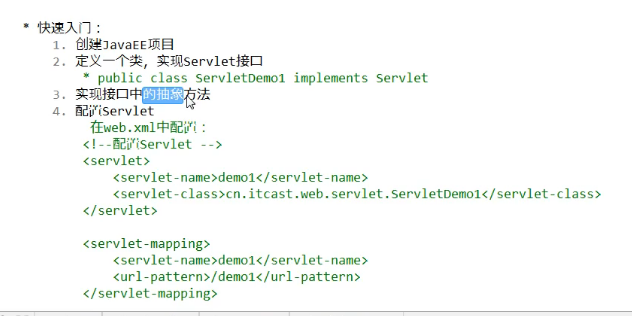 * 快速入门：
1. 创建JavaEE项目
2. 定义一个类，实现Servlet接口
* public class ServletDemo1 implements Servlet
3. 实现接口中的抽象方法
4. 配置Servlet
在web.xml中配置：
<!--配置Servlet -->
<servlet>
<servlet-name>demo1</servlet-name>
<servlet-class>cn.itcast.web.servlet.ServletDemo1</servlet-class>
</servlet>
<servlet-mapping>
<servlet-name>demo1</servlet-name>
<url-pattern>/demo1</url-pattern>
</servlet-mapping>